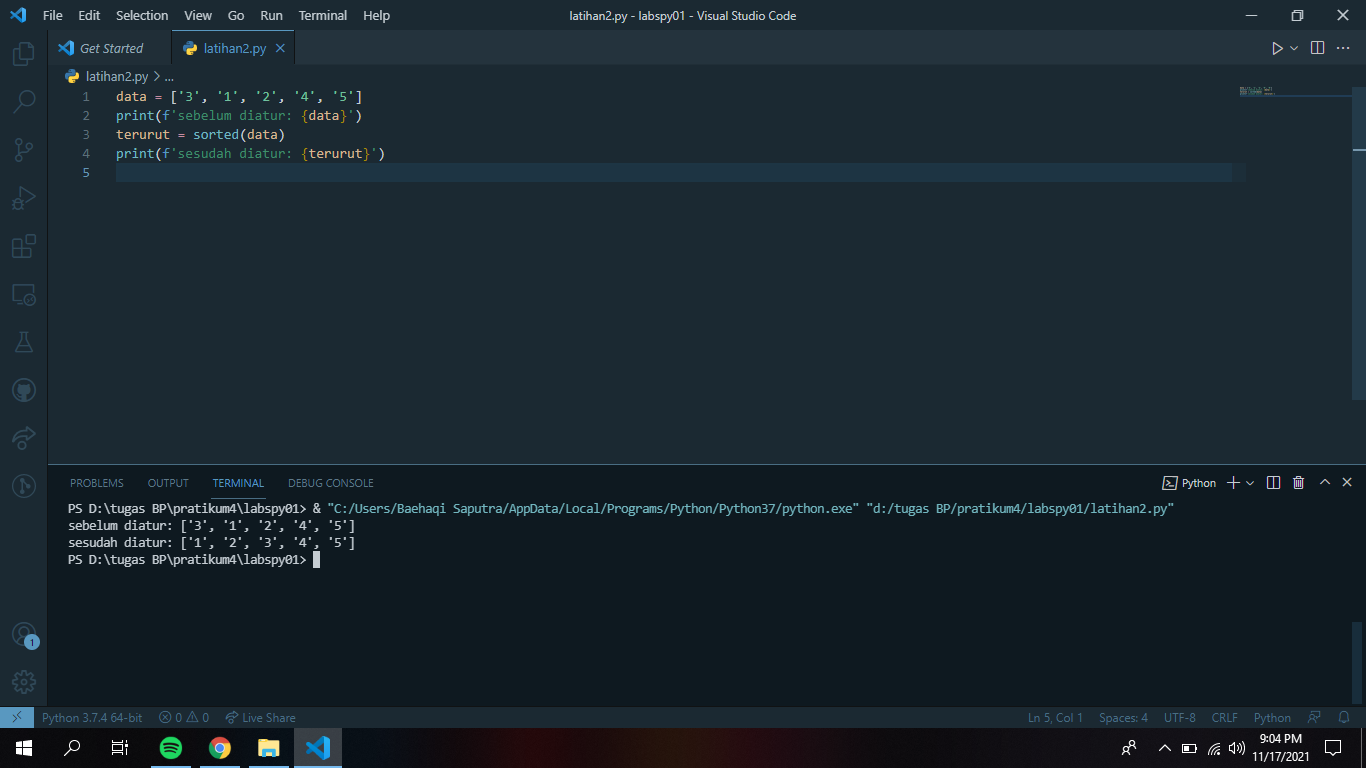 File Edit Selection View Go Run Terminal Help
latihan2.py - labspy01 - Visual Studio Code
Get Started
latihan2.py
latihan2.py > ...
1 data = ['3', '1', '2', '4', '5']
2 print(f'sebelum diatur: {data}')
3 terurut = sorted(data)
4 print(f'sesudah diatur: {terurut}')
5
PROBLEMS OUTPUT TERMINAL DEBUG CONSOLE
Python
PS D:\tugas BP\pratikum4\labspy01> & "C:/Users/Baehaqi Saputra/AppData/Local/Programs/Python/Python37/python.exe" "d:/tugas BP/pratikum4/labspy01/latihan2.py"
sebelum diatur: ['3', '1', '2', '4', '5']
sesudah diatur: ['1', '2', '3', '4', '5']
PS D:\tugas BP\pratikum4\labspy01>
1
Python 3.7.4 64-bit 0 0 Live Share Ln 5, Col 1 Spaces: 4 UTF-8 CRLF Python
9:04 PM
11/17/2021